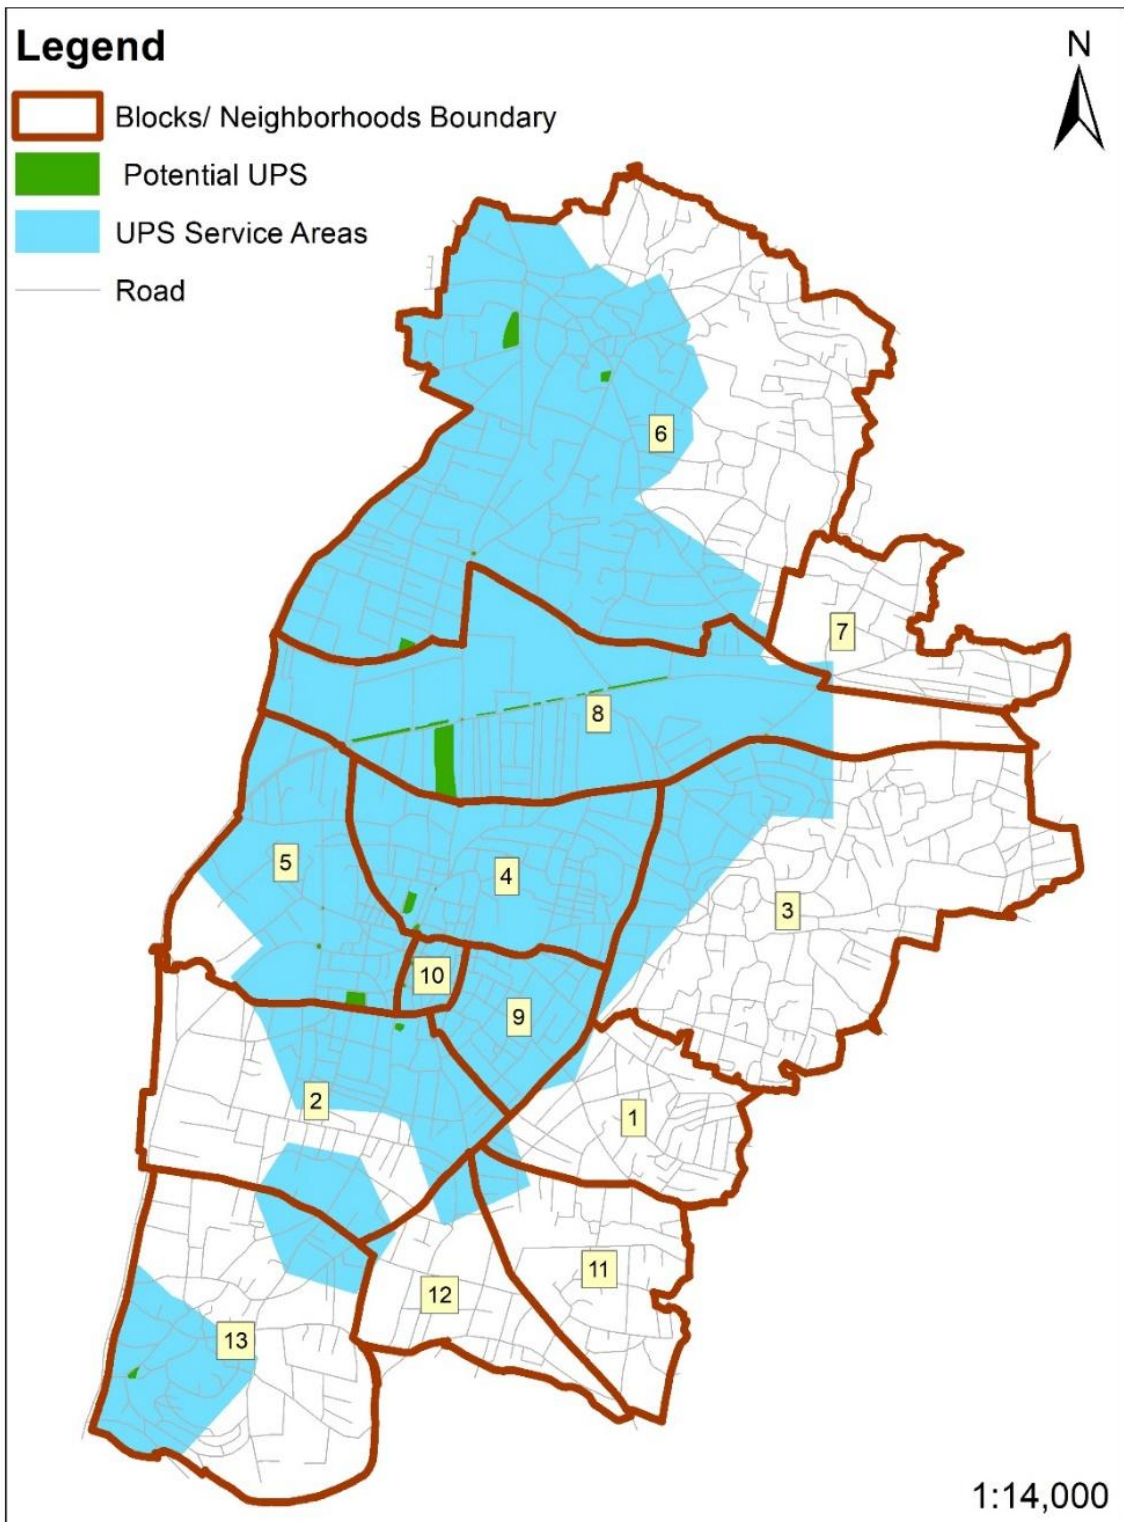 Legend
N
Blocks/ Neighborhoods Boundary
Potential UPS
UPS Service Areas
Road
6
7
8
5
4
3
10
9
2
1
11
12
13
1:14,000